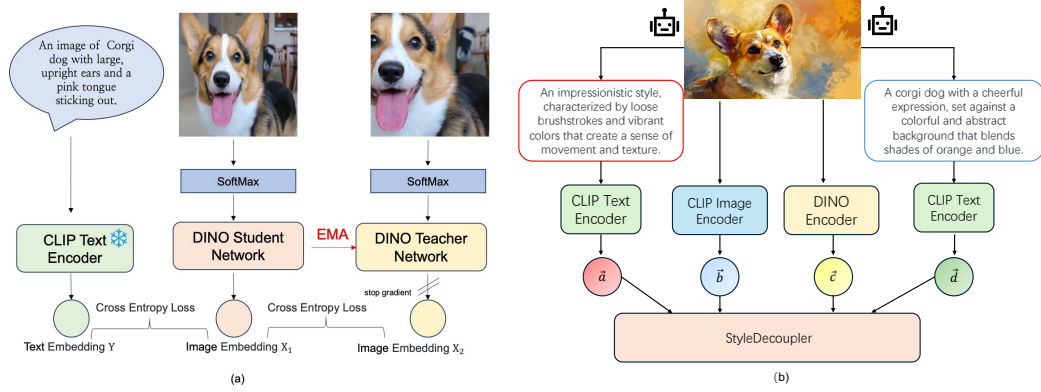 An image of Corgi
dog with large,
upright ears and a
pink tongue
sticking out.
SoftMax
SoftMax
CLIP Text
Encoder
DINO Student
Network
EMA
DINO Teacher
Network
stop gradient
Cross Entropy Loss
Cross Entropy Loss
Text Embedding Y
Image Embedding X₁
Image Embedding X₂
(a)
An impressionistic style,
characterized by loose
brushstrokes and vibrant
colors that create a sense of
movement and texture.
A corgi dog with a cheerful
expression, set against a
colorful and abstract
background that blends
shades of orange and blue.
CLIP Text
Encoder
CLIP Image
Encoder
DINO
Encoder
CLIP Text
Encoder
a⃗
b⃗
c⃗
d⃗
StyleDecoupler
(b)